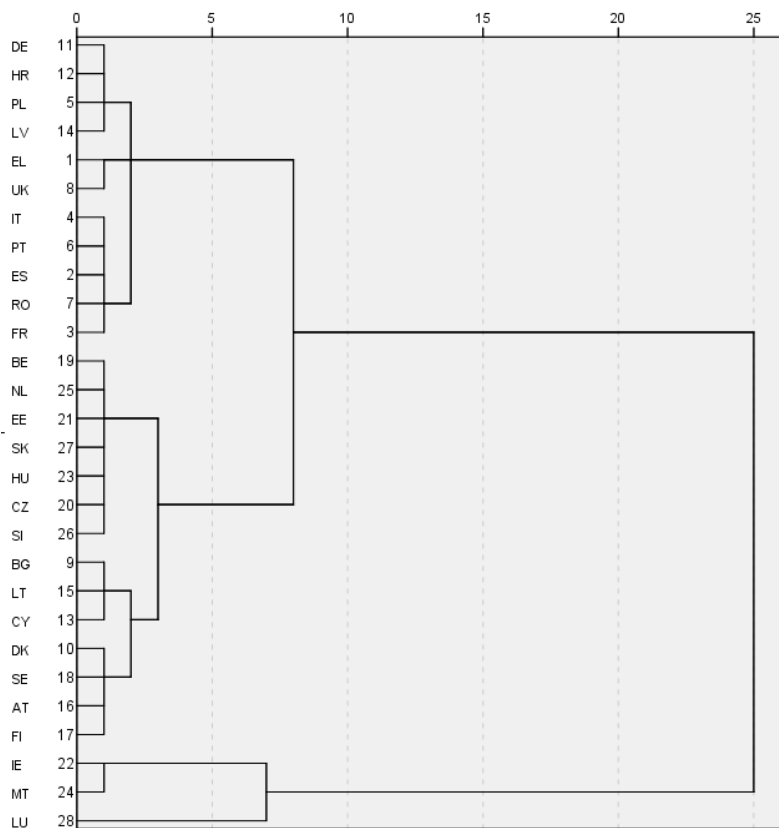 0 5 10 15 20 25
DE 11
HR 12
PL 5
LV 14
EL 1
UK 8
IT 4
PT 6
ES 2
RO 7
FR 3
BE 19
NL 25
EE 21
SK 27
HU 23
CZ 20
SI 26
BG 9
LT 15
CY 13
DK 10
SE 18
AT 16
FI 17
IE 22
MT 24
LU 28